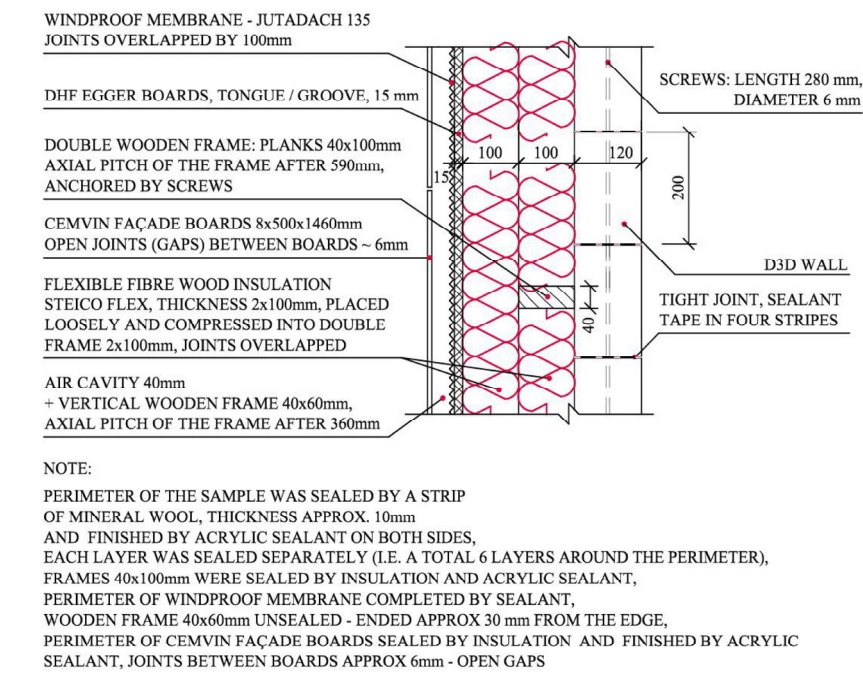 WINDPROOF MEMBRANE - JUTADACH 135
JOINTS OVERLAPPED BY 100mm
DHF EGGER BOARDS, TONGUE / GROOVE, 15 mm
DOUBLE WOODEN FRAME: PLANKS 40x100mm
AXIAL PITCH OF THE FRAME AFTER 590mm,
ANCHORED BY SCREWS
CEMVIN FAÇADE BOARDS 8x500x1460mm
OPEN JOINTS (GAPS) BETWEEN BOARDS ~ 6mm
FLEXIBLE FIBRE WOOD INSULATION
STEICO FLEX, THICKNESS 2x100mm, PLACED
LOOSELY AND COMPRESSED INTO DOUBLE
FRAME 2x100mm, JOINTS OVERLAPPED
AIR CAVITY 40mm
+ VERTICAL WOODEN FRAME 40x60mm,
AXIAL PITCH OF THE FRAME AFTER 360mm
15
100
100
120
200
40
SCREWS: LENGTH 280 mm,
DIAMETER 6 mm
D3D WALL
TIGHT JOINT, SEALANT
TAPE IN FOUR STRIPES
NOTE:
PERIMETER OF THE SAMPLE WAS SEALED BY A STRIP
OF MINERAL WOOL, THICKNESS APPROX. 10mm
AND FINISHED BY ACRYLIC SEALANT ON BOTH SIDES,
EACH LAYER WAS SEALED SEPARATELY (I.E. A TOTAL 6 LAYERS AROUND THE PERIMETER),
FRAMES 40x100mm WERE SEALED BY INSULATION AND ACRYLIC SEALANT,
PERIMETER OF WINDPROOF MEMBRANE COMPLETED BY SEALANT,
WOODEN FRAME 40x60mm UNSEALED - ENDED APPROX 30 mm FROM THE EDGE,
PERIMETER OF CEMVIN FAÇADE BOARDS SEALED BY INSULATION AND FINISHED BY ACRYLIC
SEALANT, JOINTS BETWEEN BOARDS APPROX 6mm - OPEN GAPS